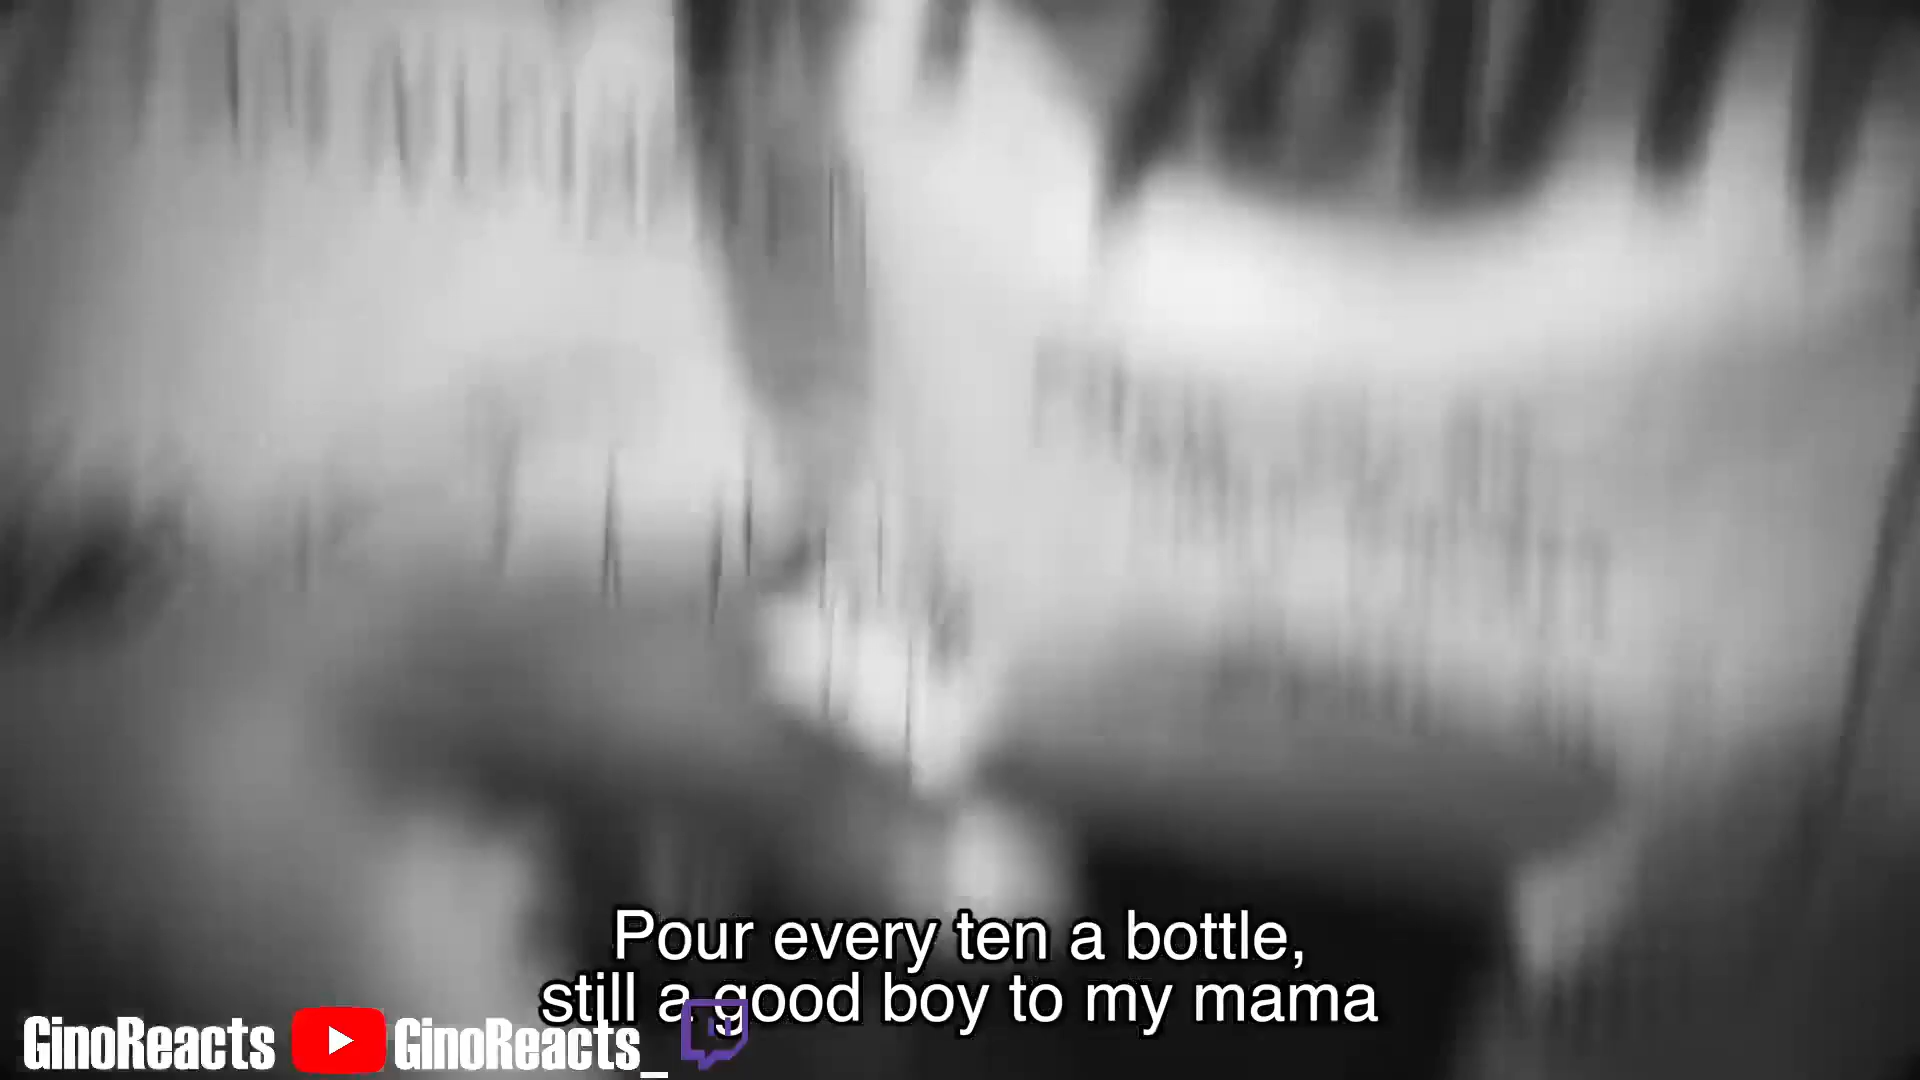 Pour every ten a bottle,
still a good boy to my mama
GinoReacts GinoReacts_